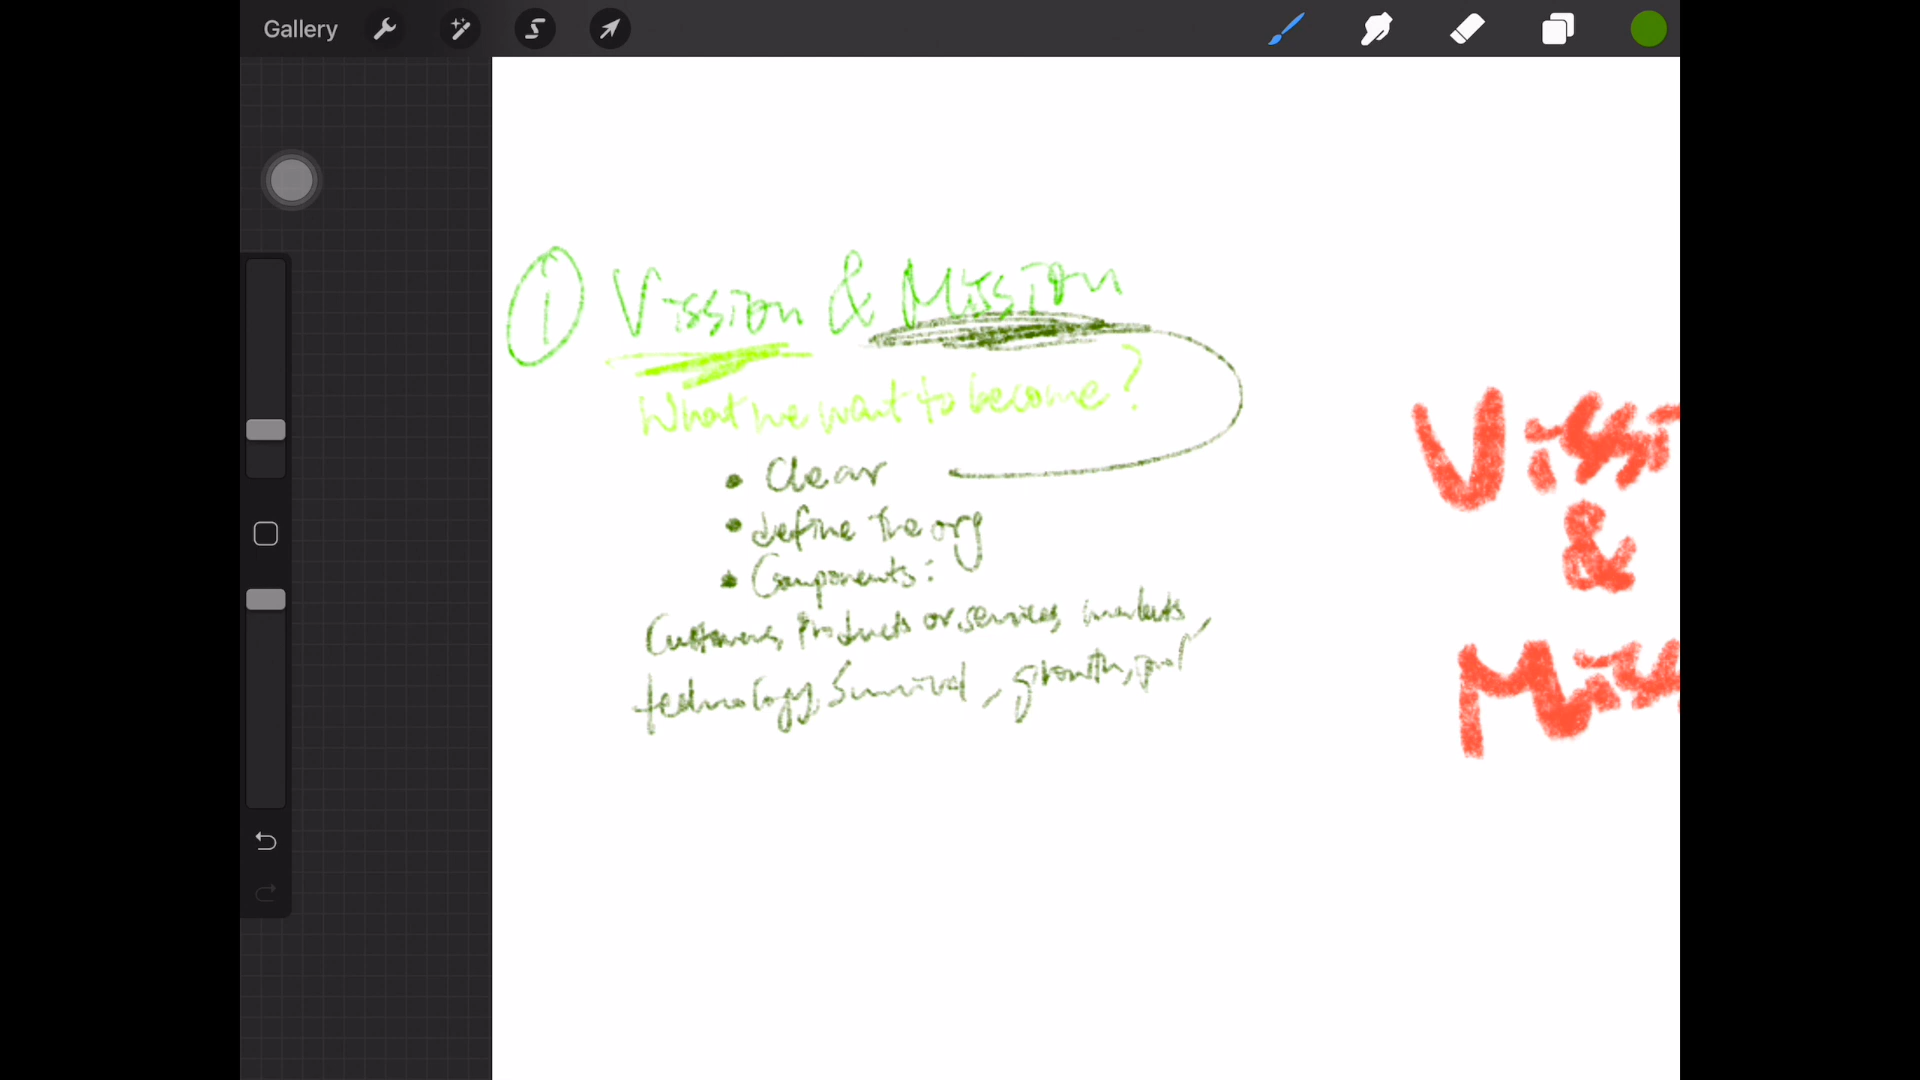 Gallery
① Vission & Mission
What we want to become?
• Clear
• define the org
• Components:
Customers, Products or services, markets,
technology, Survival, growth,
Vissi
&
Miss